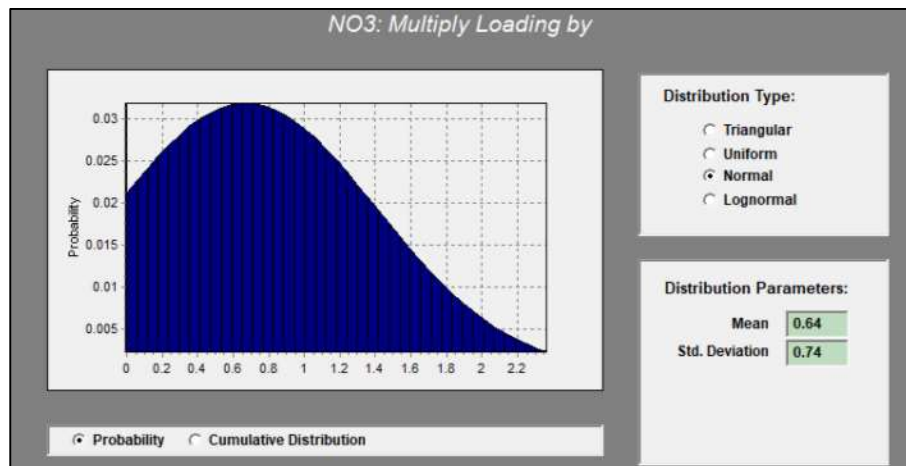 NO3: Multiply Loading by
0.03
0.025
0.02
0.015
0.01
0.005
Probability
0 0.2 0.4 0.6 0.8 1 1.2 1.4 1.6 1.8 2 2.2
Probability Cumulative Distribution
Distribution Type:
Triangular
Uniform
Normal
Lognormal
Distribution Parameters:
Mean 0.64
Std. Deviation 0.74